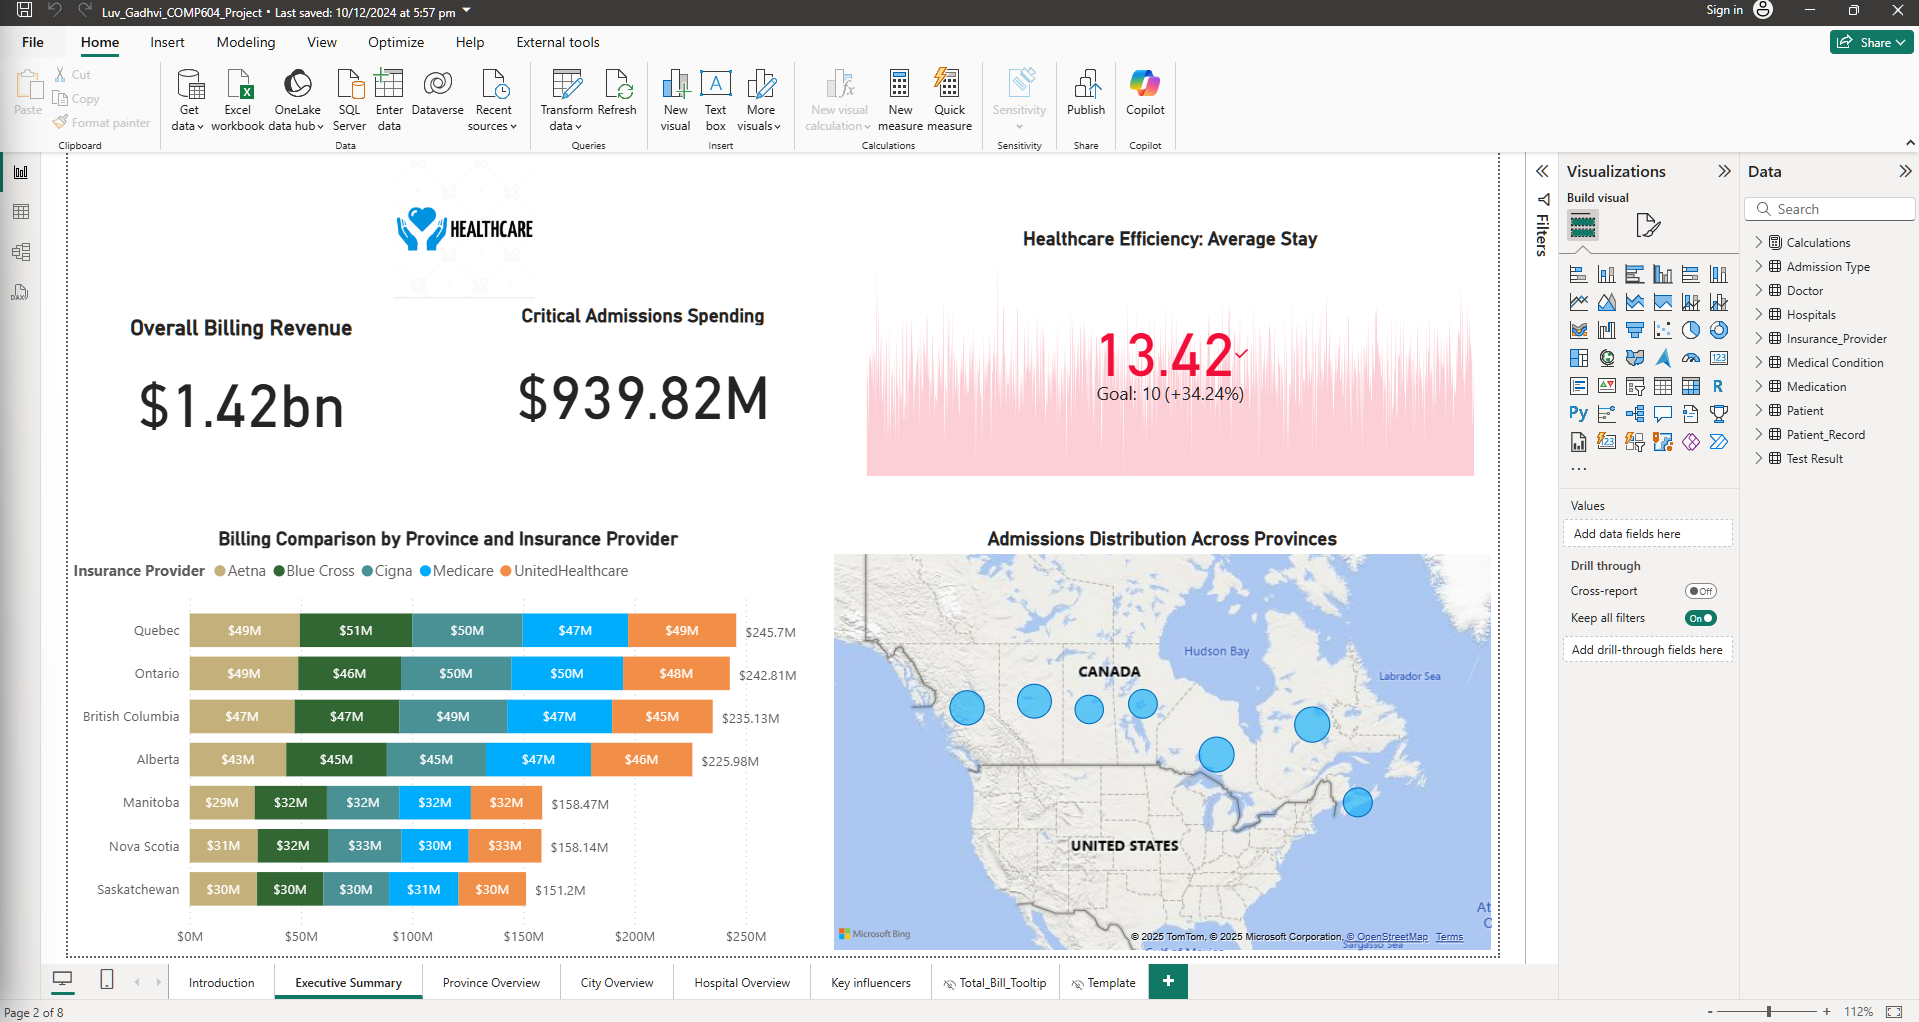 Luv_Gadhvi_COMP604_Project • Last saved: 10/12/2024 at 5:57 pm
Sign in
File Home Insert Modeling View Optimize Help External tools
Share
Paste
Cut
Copy
Format painter
Get data
Excel workbook
OneLake data hub
SQL Server
Enter data
Dataverse
Recent sources
Transform data
Refresh
New visual
Text box
More visuals
New visual calculation
New measure
Quick measure
Sensitivity
Publish
Copilot
Clipboard
Data
Queries
Insert
Calculations
Sensitivity
Share
Copilot
HEALTHCARE
Overall Billing Revenue
$1.42bn
Critical Admissions Spending
$939.82M
Healthcare Efficiency: Average Stay
13.42
Goal: 10 (+34.24%)
Billing Comparison by Province and Insurance Provider
Insurance Provider Aetna Blue Cross Cigna Medicare UnitedHealthcare
Quebec $49M $51M $50M $47M $49M $245.7M
Ontario $49M $46M $50M $50M $48M $242.81M
British Columbia $47M $47M $49M $47M $45M $235.13M
Alberta $43M $45M $45M $47M $46M $225.98M
Manitoba $29M $32M $32M $32M $32M $158.47M
Nova Scotia $31M $32M $33M $30M $33M $158.14M
Saskatchewan $30M $30M $30M $31M $30M $151.2M
$0M $50M $100M $150M $200M $250M
Admissions Distribution Across Provinces
Hudson Bay
CANADA
Labrador Sea
UNITED STATES
At
Microsoft Bing
© 2025 TomTom, © 2025 Microsoft Corporation, © OpenStreetMap Terms
Gulf of Mexico
Sargasso Sea
Filters
Visualizations
Build visual
Values
Add data fields here
Drill through
Cross-report Off
Keep all filters On
Add drill-through fields here
Data
Search
Calculations
Admission Type
Doctor
Hospitals
Insurance_Provider
Medical Condition
Medication
Patient
Patient_Record
Test Result
DAX
R
Py
123
123
Introduction Executive Summary Province Overview City Overview Hospital Overview Key influencers Total_Bill_Tooltip Template +
Page 2 of 8
- + 112%